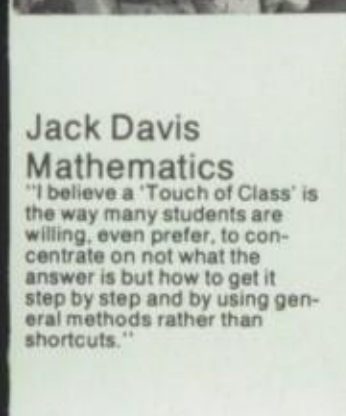 Jack Davis
Mathematics
"I believe a 'Touch of Class' is
the way many students are
willing, even prefer, to con-
centrate on not what the
answer is but how to get it
step by step and by using gen-
eral methods rather than
shortcuts."